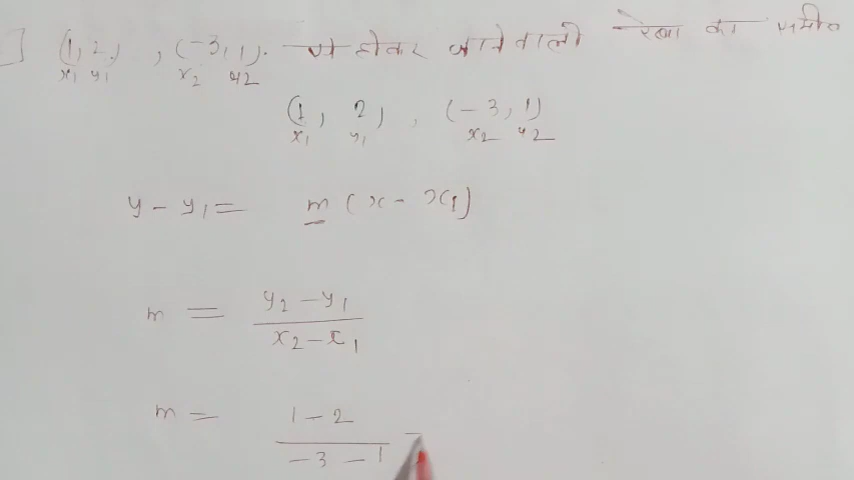 ] (1, 2) , (-3, 1). से होकर जाने वाली रेखा का समीक
x₁ y₁ x₂ y₂
(1, 2) , (-3, 1)
x₁ y₁ x₂ y₂
y - y₁ = m (x - x₁)
m = y₂ - y₁
x₂ - x₁
m = 1 - 2
-3 - 1